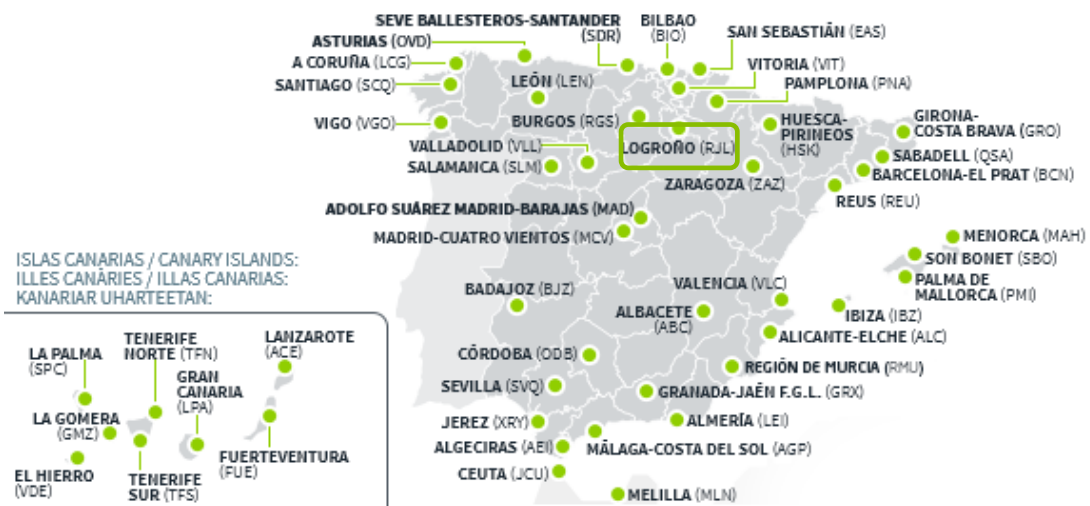 SEVE BALLESTEROS-SANTANDER
(SDR)
BILBAO
(BIO)
SAN SEBASTIÁN (EAS)
ASTURIAS (OVD)
A CORUÑA (LCG)
VITORIA (VIT)
SANTIAGO (SCQ)
LEÓN (LEN)
PAMPLONA (PNA)
VIGO (VGO)
BURGOS (RGS)
HUESCA-
PIRINEOS
(HSK)
GIRONA-
COSTA BRAVA (GRO)
VALLADOLID (VLL)
LOGROÑO (RJL)
SABADELL (QSA)
SALAMANCA (SLM)
BARCELONA-EL PRAT (BCN)
ZARAGOZA (ZAZ)
REUS (REU)
ADOLFO SUÁREZ MADRID-BARAJAS (MAD)
MADRID-CUATRO VIENTOS (MCV)
MENORCA (MAH)
SON BONET (SBO)
PALMA DE
MALLORCA (PMI)
ISLAS CANARIAS / CANARY ISLANDS:
ILLES CANÀRIES / ILLAS CANARIAS:
KANARIAR UHARTEETAN:
BADAJOZ (BJZ)
VALENCIA (VLC)
ALBACETE
(ABC)
IBIZA (IBZ)
ALICANTE-ELCHE (ALC)
CÓRDOBA (ODB)
REGIÓN DE MURCIA (RMU)
SEVILLA (SVQ)
GRANADA-JAÉN F.G.L. (GRX)
JEREZ (XRY)
ALMERÍA (LEI)
ALGECIRAS (AEI)
MÁLAGA-COSTA DEL SOL (AGP)
CEUTA (JCU)
MELILLA (MLN)
LA PALMA
(SPC)
TENERIFE
NORTE (TFN)
LANZAROTE
(ACE)
GRAN
CANARIA
(LPA)
LA GOMERA
(GMZ)
EL HIERRO
(VDE)
TENERIFE
SUR (TFS)
FUERTEVENTURA
(FUE)